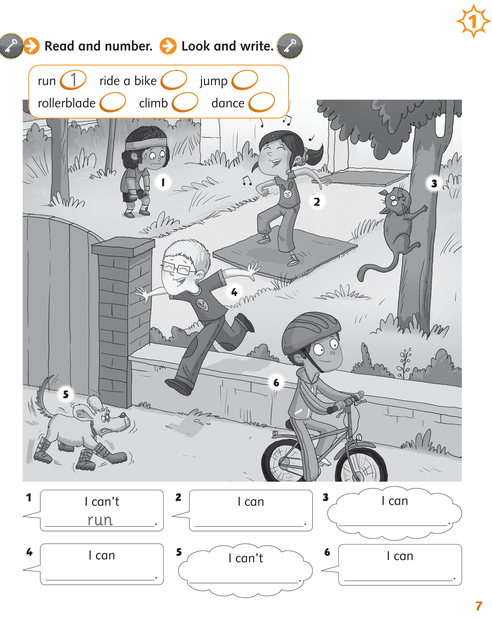 1
Read and number. Look and write.
run 1 ride a bike jump
rollerblade climb dance
1
2
3
4
5
6
1 I can't run.
2 I can .
3 I can .
4 I can .
5 I can't .
6 I can .
7